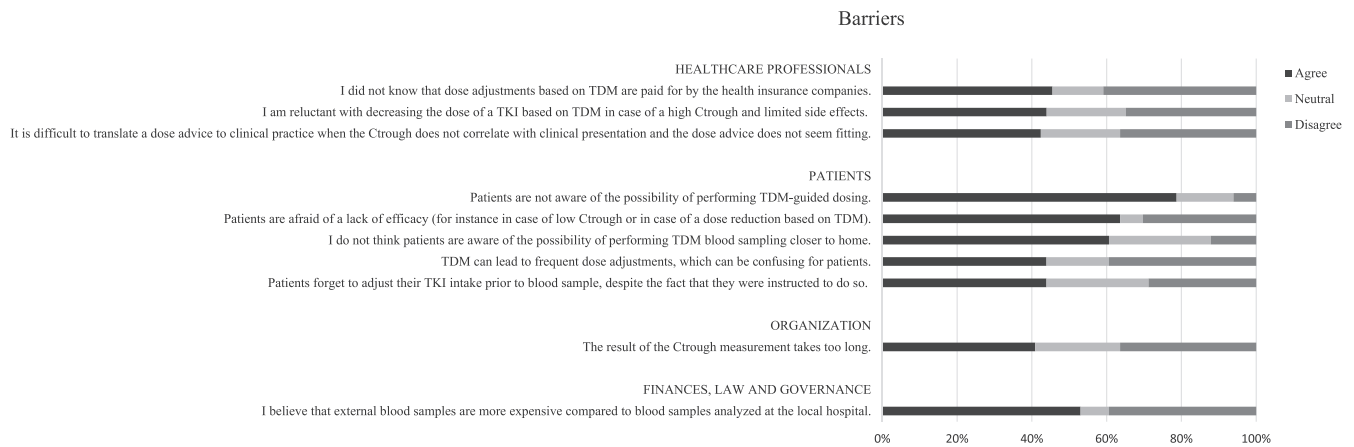 Barriers
HEALTHCARE PROFESSIONALS
I did not know that dose adjustments based on TDM are paid for by the health insurance companies.
I am reluctant with decreasing the dose of a TKI based on TDM in case of a high Ctrough and limited side effects.
It is difficult to translate a dose advice to clinical practice when the Ctrough does not correlate with clinical presentation and the dose advice does not seem fitting.
PATIENTS
Patients are not aware of the possibility of performing TDM-guided dosing.
Patients are afraid of a lack of efficacy (for instance in case of low Ctrough or in case of a dose reduction based on TDM).
I do not think patients are aware of the possibility of performing TDM blood sampling closer to home.
TDM can lead to frequent dose adjustments, which can be confusing for patients.
Patients forget to adjust their TKI intake prior to blood sample, despite the fact that they were instructed to do so.
ORGANIZATION
The result of the Ctrough measurement takes too long.
FINANCES, LAW AND GOVERNANCE
I believe that external blood samples are more expensive compared to blood samples analyzed at the local hospital.
0% 20% 40% 60% 80% 100%
Agree
Neutral
Disagree